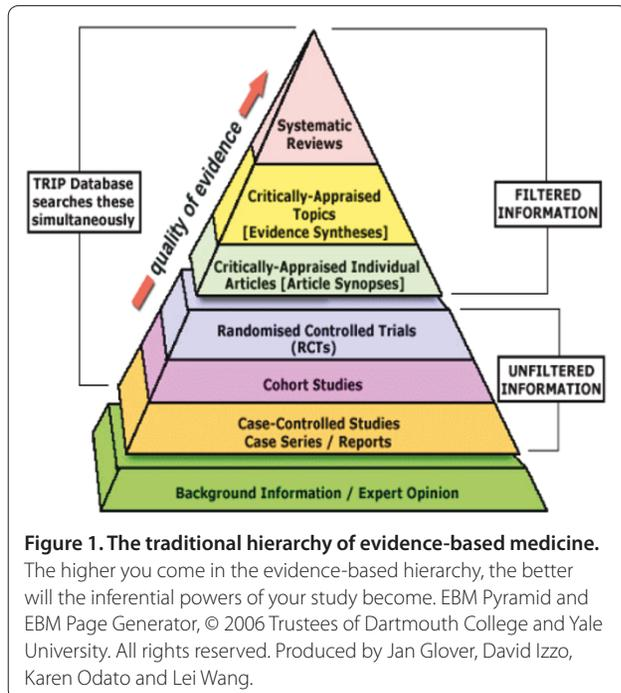 quality of evidence
Systematic
Reviews
TRIP Database
searches these
simultaneously
Critically-Appraised
Topics
[Evidence Syntheses]
FILTERED
INFORMATION
Critically-Appraised Individual
Articles [Article Synopses]
Randomised Controlled Trials
(RCTs)
UNFILTERED
INFORMATION
Cohort Studies
Case-Controlled Studies
Case Series / Reports
Background Information / Expert Opinion
Figure 1. The traditional hierarchy of evidence-based medicine.
The higher you come in the evidence-based hierarchy, the better
will the inferential powers of your study become. EBM Pyramid and
EBM Page Generator, © 2006 Trustees of Dartmouth College and Yale
University. All rights reserved. Produced by Jan Glover, David Izzo,
Karen Odato and Lei Wang.